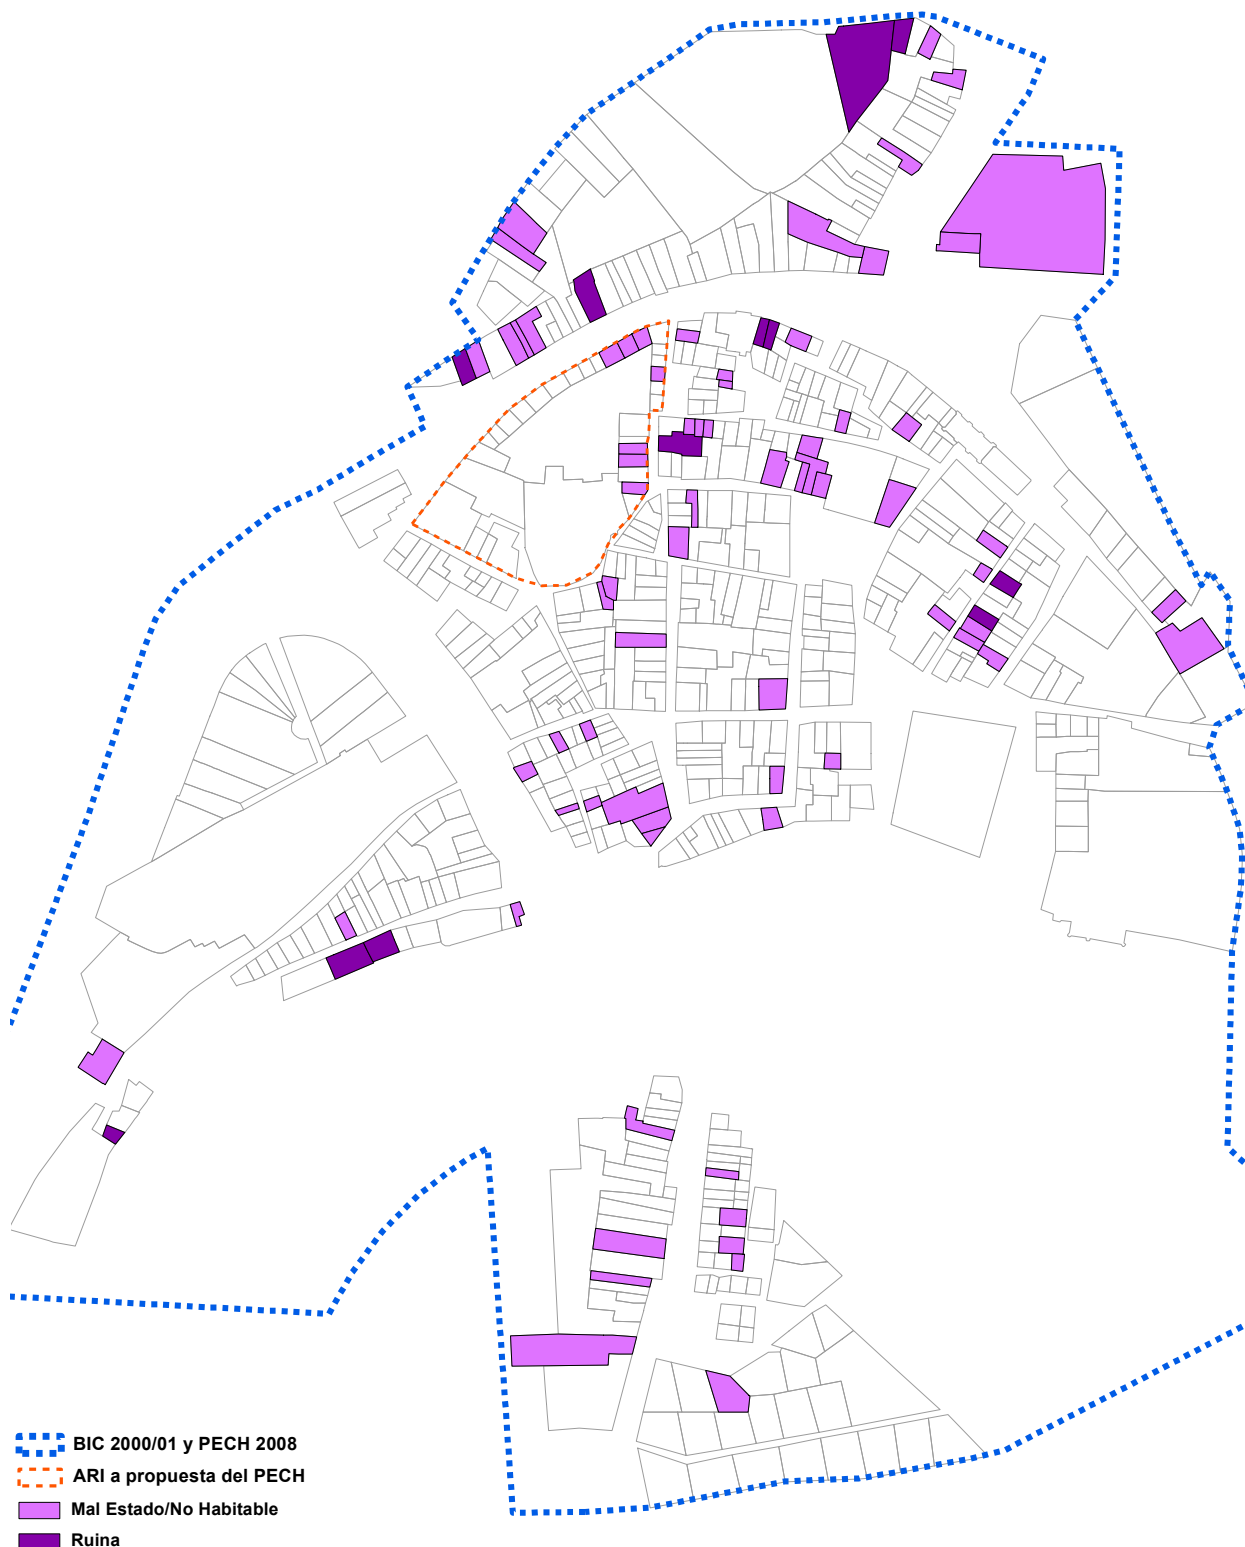 BIC 2000/01 y PECH 2008
ARI a propuesta del PECH
Mal Estado/No Habitable
Ruina